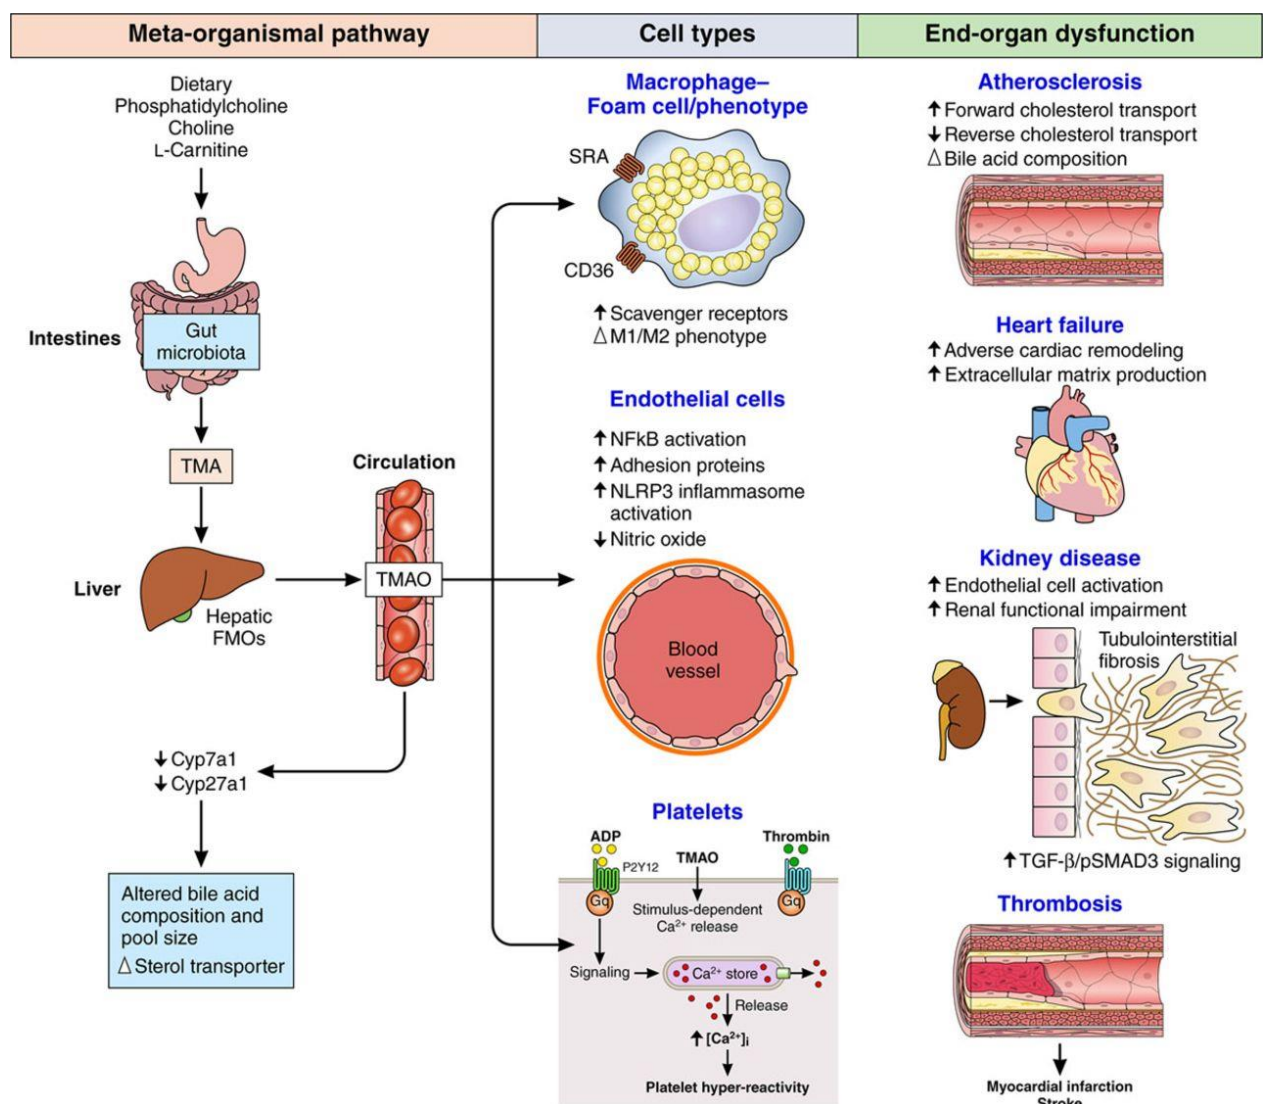 Meta-organismal pathway
Cell types
End-organ dysfunction
Dietary
Phosphatidylcholine
Choline
L-Carnitine
Intestines
Gut
microbiota
TMA
Liver
Hepatic
FMOs
Circulation
TMAO
↓ Cyp7a1
↓ Cyp27a1
Altered bile acid
composition and
pool size
△ Sterol transporter
Macrophage–
Foam cell/phenotype
SRA
CD36
↑ Scavenger receptors
△ M1/M2 phenotype
Endothelial cells
↑ NFkB activation
↑ Adhesion proteins
↑ NLRP3 inflammasome
activation
↓ Nitric oxide
Blood
vessel
Platelets
ADP
P2Y12
TMAO
Thrombin
Gq
Gq
Stimulus-dependent
Ca²⁺ release
Signaling
Ca²⁺ store
Release
↑ [Ca²⁺]i
Platelet hyper-reactivity
Atherosclerosis
↑ Forward cholesterol transport
↓ Reverse cholesterol transport
△ Bile acid composition
Heart failure
↑ Adverse cardiac remodeling
↑ Extracellular matrix production
Kidney disease
↑ Endothelial cell activation
↑ Renal functional impairment
Tubulointerstitial
fibrosis
↑ TGF-β/pSMAD3 signaling
Thrombosis
Myocardial infarction
Stroke